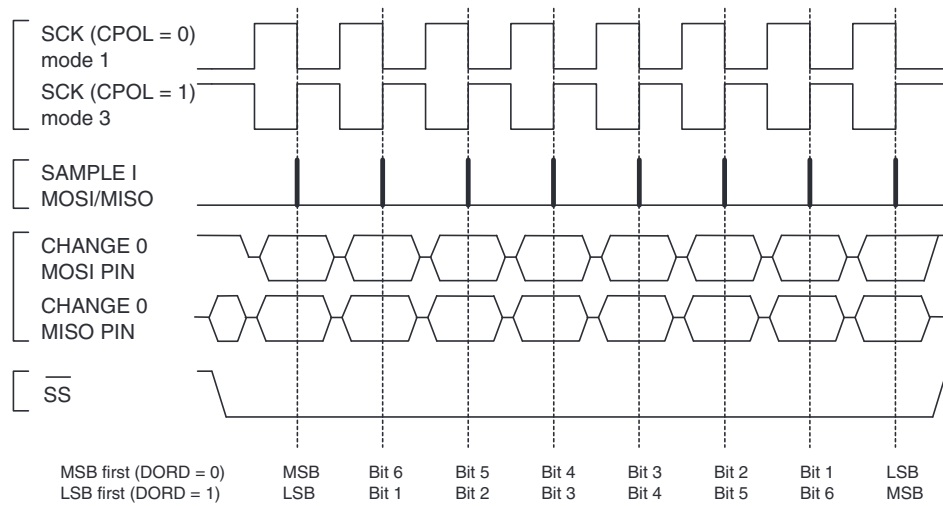 SCK (CPOL = 0)
mode 1
SCK (CPOL = 1)
mode 3
SAMPLE I
MOSI/MISO
CHANGE 0
MOSI PIN
CHANGE 0
MISO PIN
SS
MSB first (DORD = 0) MSB Bit 6 Bit 5 Bit 4 Bit 3 Bit 2 Bit 1 LSB
LSB first (DORD = 1) LSB Bit 1 Bit 2 Bit 3 Bit 4 Bit 5 Bit 6 MSB